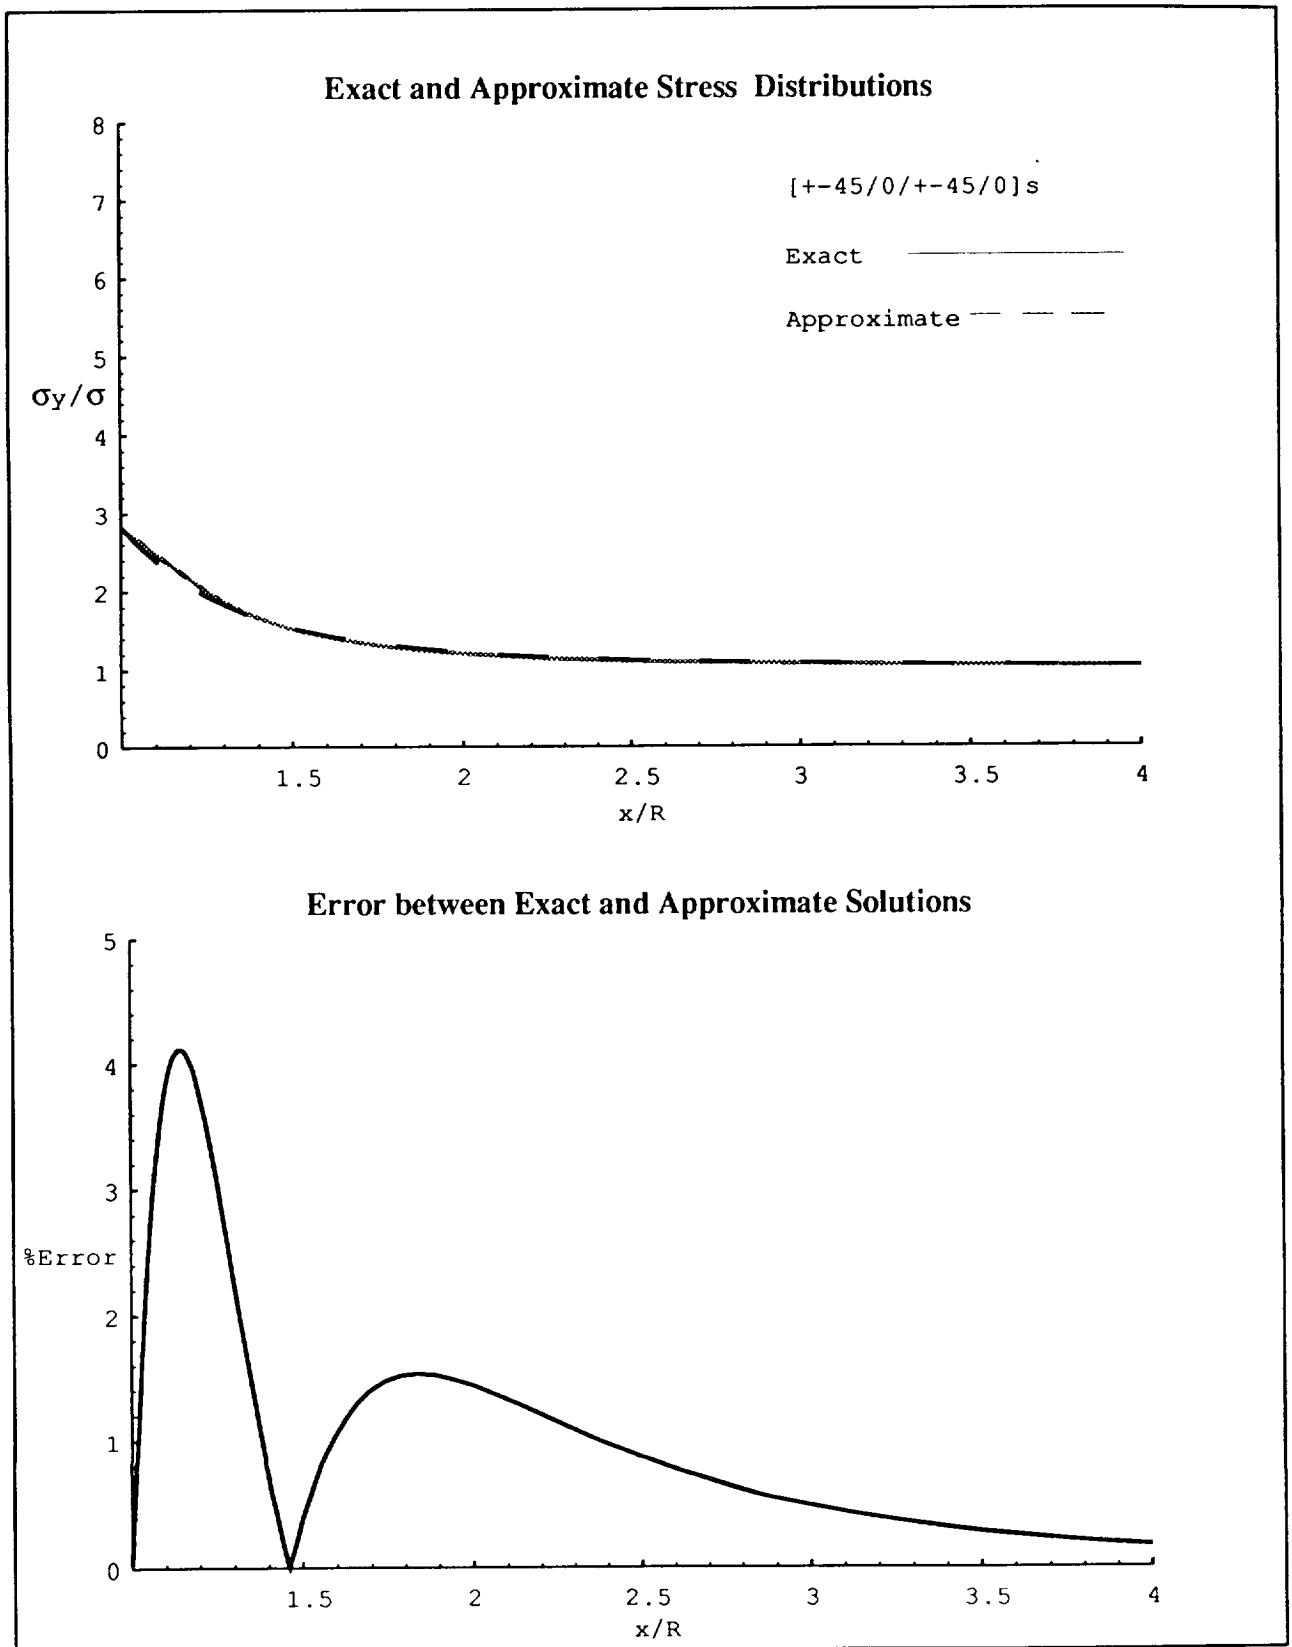 Exact and Approximate Stress Distributions
8
[+-45/0/+-45/0]s
7
Exact
6
Approximate
5
σy/σ
4
3
2
1
0
1.5 2 2.5 3 3.5 4
x/R
Error between Exact and Approximate Solutions
5
4
3
%Error
2
1
0
1.5 2 2.5 3 3.5 4
x/R